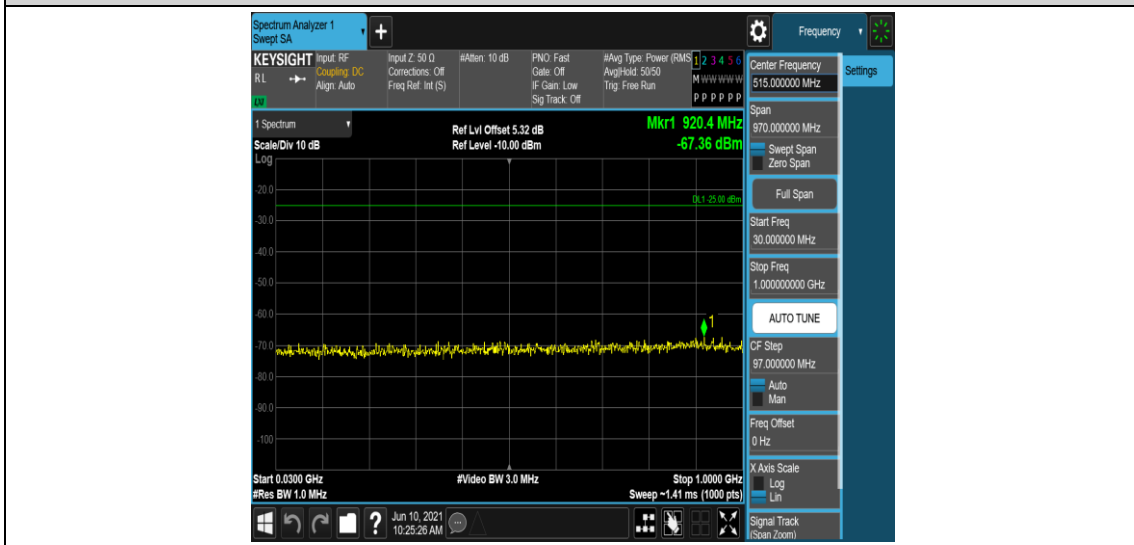 Spectrum Analyzer 1
Swept SA
+
Frequency
KEYSIGHT
RL
Input: RF
Coupling: DC
Align: Auto
Input Z: 50 Ω
Corrections: Off
Freq Ref: Int (S)
#Atten: 10 dB
PNO: Fast
Gate: Off
IF Gain: Low
Sig Track: Off
#Avg Type: Power (RMS
Avg|Hold: 50/50
Trig: Free Run
1 2 3 4 5 6
M W W W W W
P P P P P P
1 Spectrum
Scale/Div 10 dB
Log
Ref Lvl Offset 5.32 dB
Ref Level -10.00 dBm
Mkr1 920.4 MHz
-67.36 dBm
DL1 -25.00 dBm
-20.0
-30.0
-40.0
-50.0
-60.0
-70.0
-80.0
-90.0
-100
1
Start 0.0300 GHz
#Res BW 1.0 MHz
#Video BW 3.0 MHz
Stop 1.0000 GHz
Sweep ~1.41 ms (1000 pts)
?
Jun 10, 2021
10:25:26 AM
Center Frequency
515.000000 MHz
Settings
Span
970.000000 MHz
Swept Span
Zero Span
Full Span
Start Freq
30.000000 MHz
Stop Freq
1.000000000 GHz
AUTO TUNE
CF Step
97.000000 MHz
Auto
Man
Freq Offset
0 Hz
X Axis Scale
Log
Lin
Signal Track
(Span Zoom)